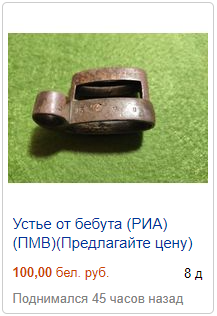 Устье от бебута (РИА)
(ПМВ)(Предлагайте цену)
100,00 бел. руб.
8 д
Поднимался 45 часов назад